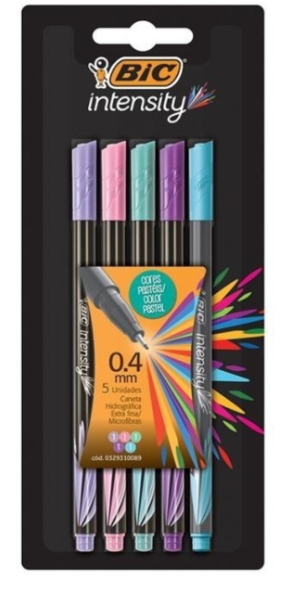 BiC
intensity
CORES
PASTÉIS/
COLOR
PASTEL
0.4
mm
5 Unidades
Caneta
Hidrográfica
Extra fina/
Microfibras
cód. 0329310089
BiC intensity
BiC intensity